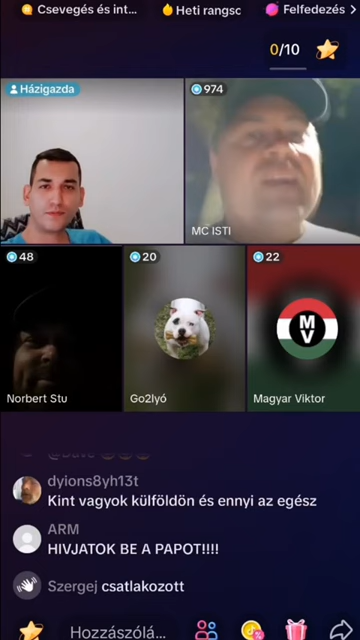 Csevegés és int...
Heti rangsc
Felfedezés
0/10
Házigazda
974
MC ISTI
48
20
22
Norbert Stu
Go2lyó
MV
Magyar Viktor
dyions8yh13t
Kint vagyok külföldön és ennyi az egész
ARM
HIVJATOK BE A PAPOT!!!!
Szergej csatlakozott
Hozzászólá...